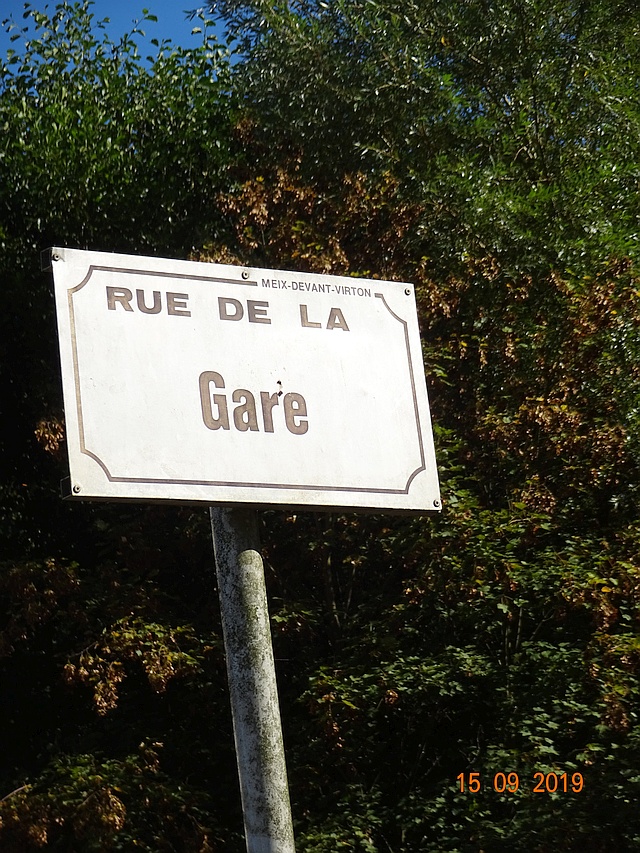 MEIX-DEVANT-VIRTON
RUE DE LA
Gare
15 09 2019